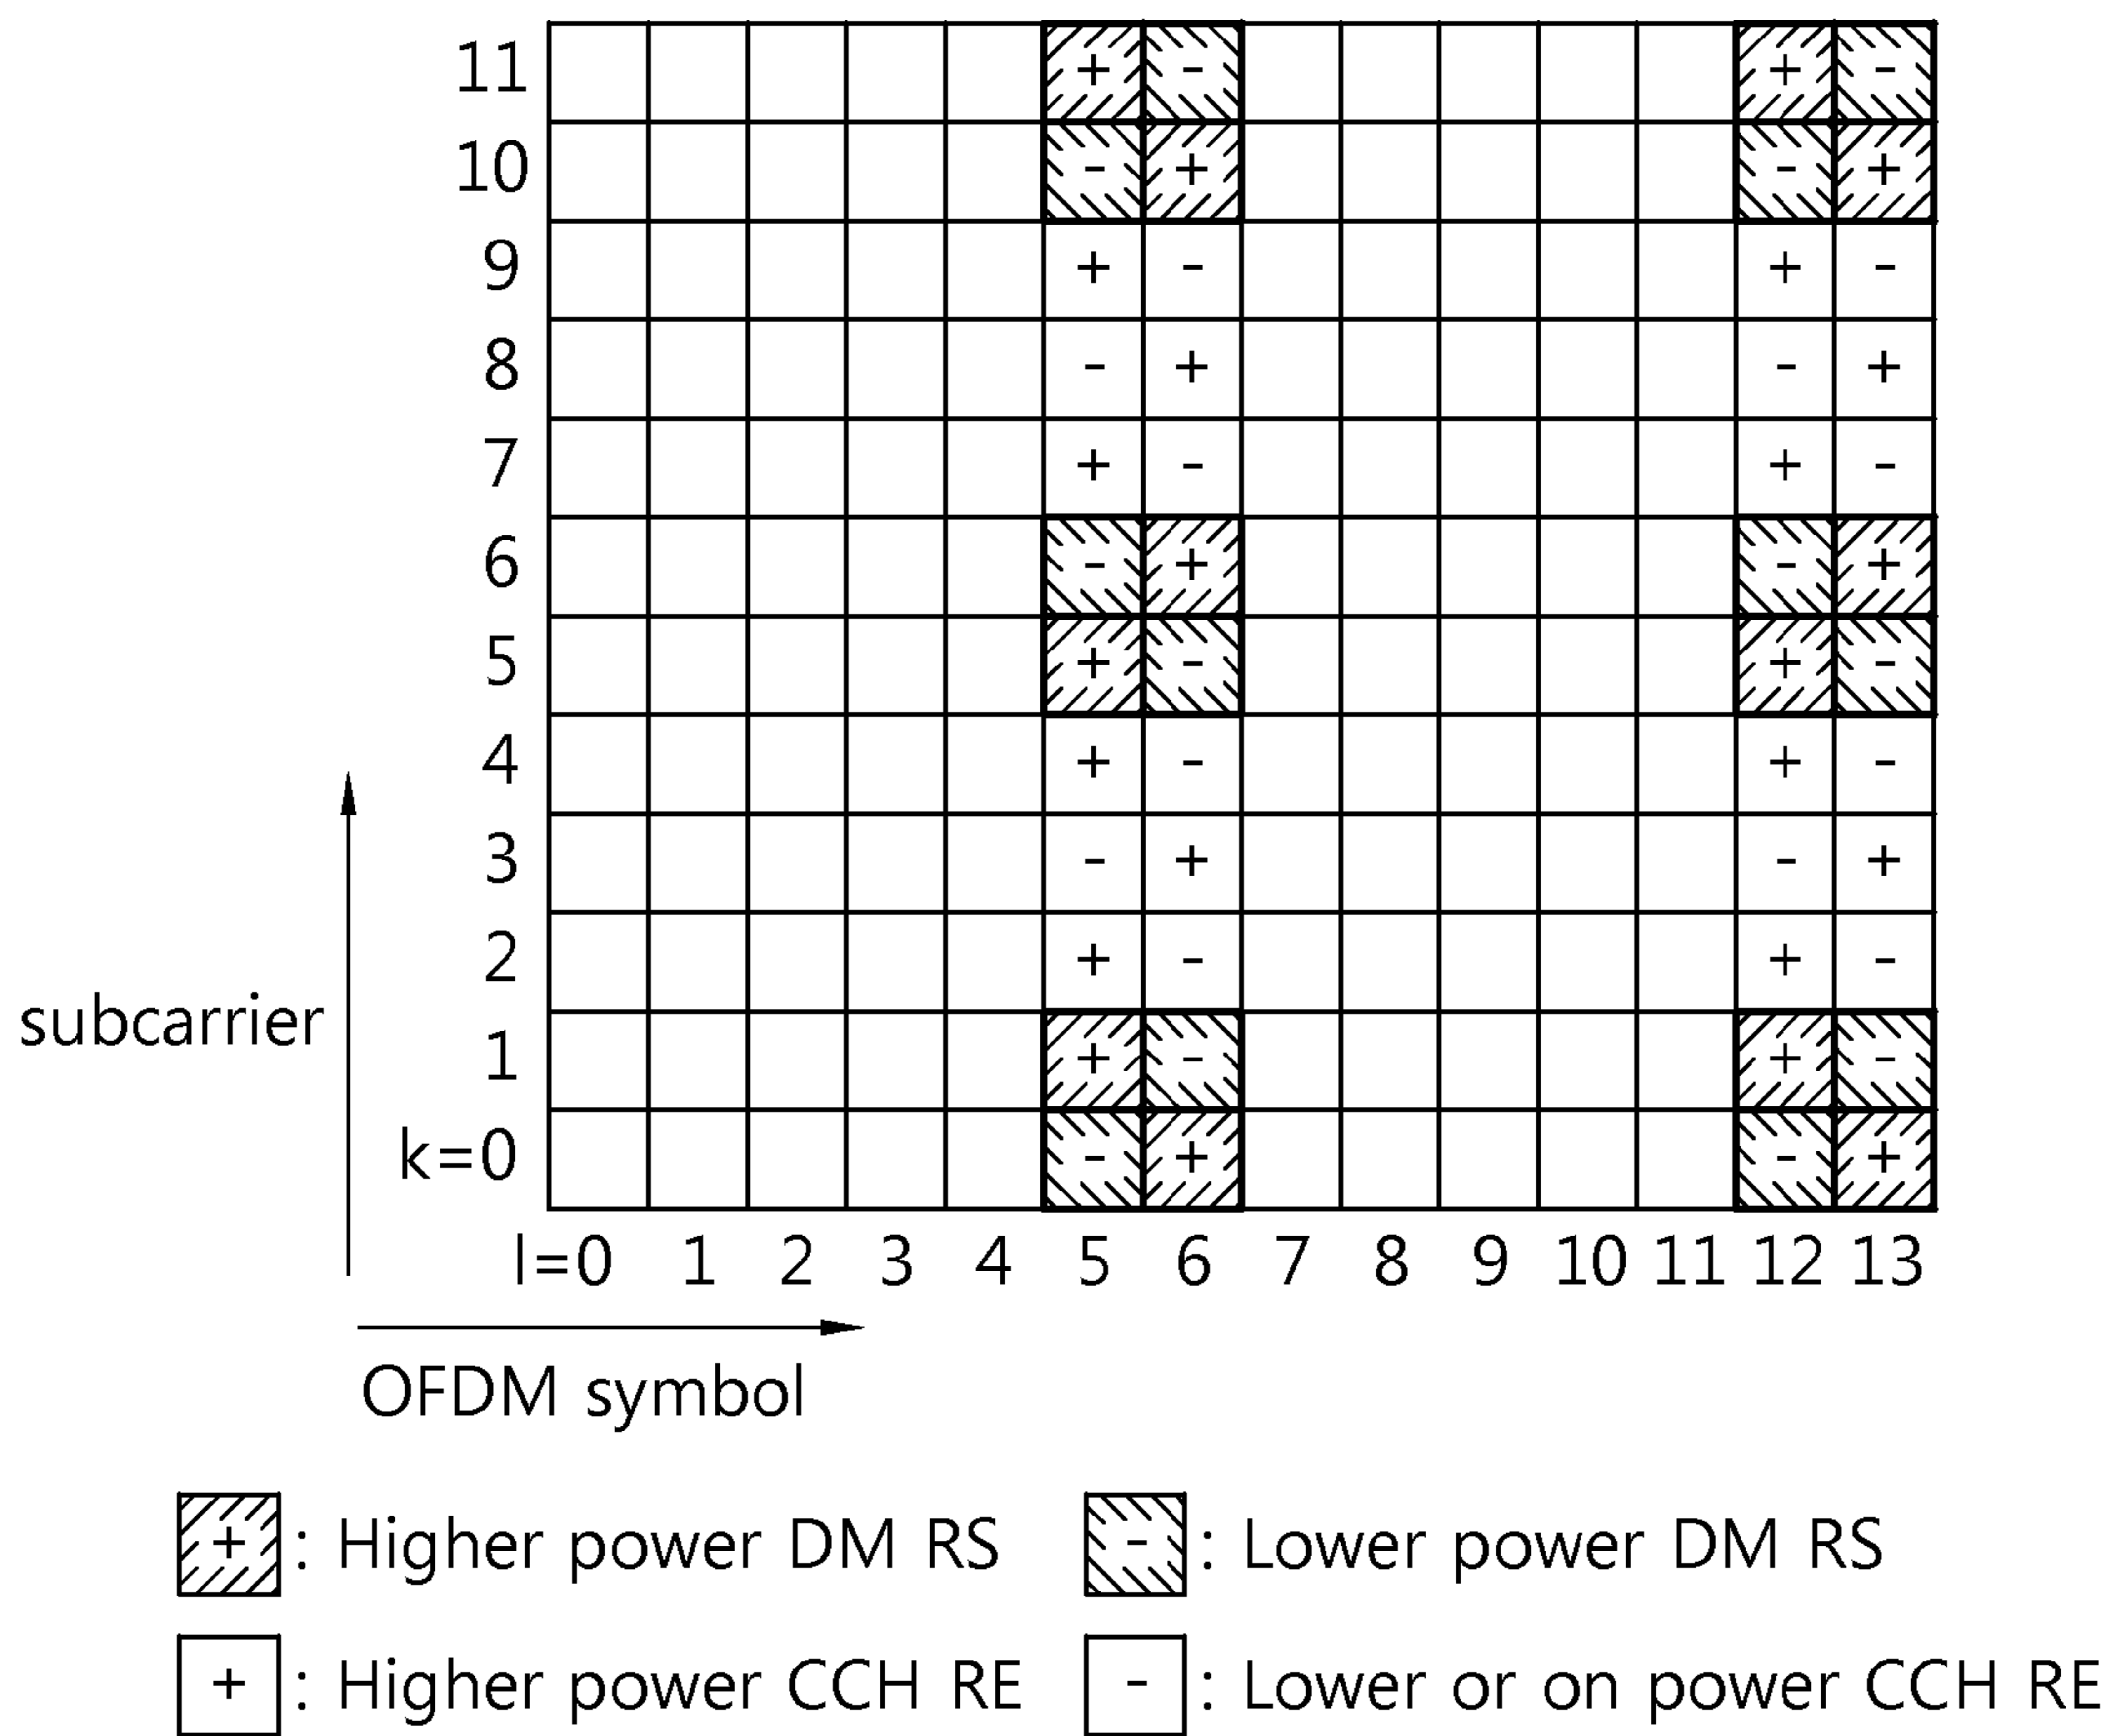 11 + - + -
10 - + - +
9 + - + -
8 - + - +
7 + - + -
6 - + - +
5 + - + -
4 + - + -
3 - + - +
2 + - + -
subcarrier
1 + - + -
k=0 - + - +
l=0 1 2 3 4 5 6 7 8 9 10 11 12 13
OFDM symbol
+ : Higher power DM RS - : Lower power DM RS
+ : Higher power CCH RE - : Lower or on power CCH RE